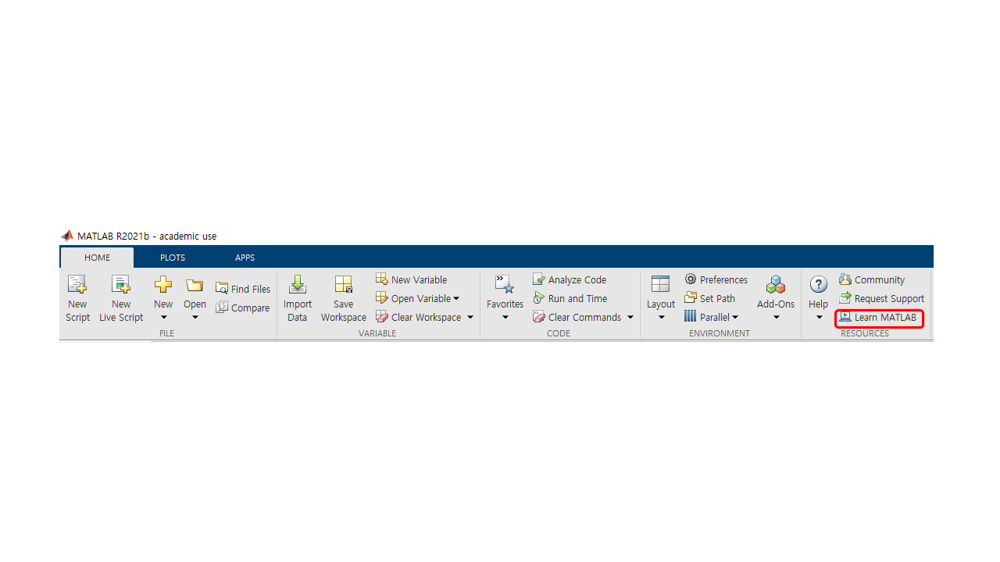 MATLAB R2021b - academic use
HOME PLOTS APPS
New Script
New Live Script
New
Open
Find Files
Compare
FILE
Import Data
Save Workspace
New Variable
Open Variable
Clear Workspace
VARIABLE
Favorites
Analyze Code
Run and Time
Clear Commands
CODE
Layout
Preferences
Set Path
Parallel
Add-Ons
ENVIRONMENT
? Help
Community
Request Support
Learn MATLAB
RESOURCES